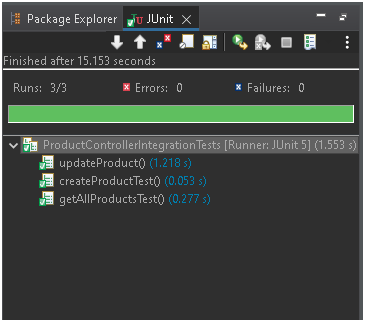 Package Explorer JUnit
Finished after 15.153 seconds
Runs: 3/3 Errors: 0 Failures: 0
ProductControllerIntegrationTests [Runner: JUnit 5] (1.553 s)
updateProduct() (1.218 s)
createProductTest() (0.053 s)
getAllProductsTest() (0.277 s)